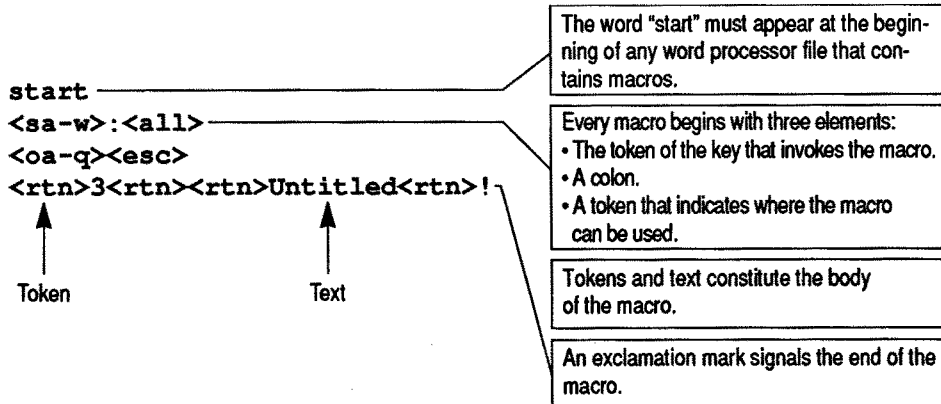 start
<sa-w>:<all>
<oa-q><esc>
<rtn>3<rtn><rtn>Untitled<rtn>!
Token
Text
The word “start” must appear at the begin-
ning of any word processor file that con-
tains macros.
Every macro begins with three elements:
• The token of the key that invokes the macro.
• A colon.
• A token that indicates where the macro
can be used.
Tokens and text constitute the body
of the macro.
An exclamation mark signals the end of the
macro.